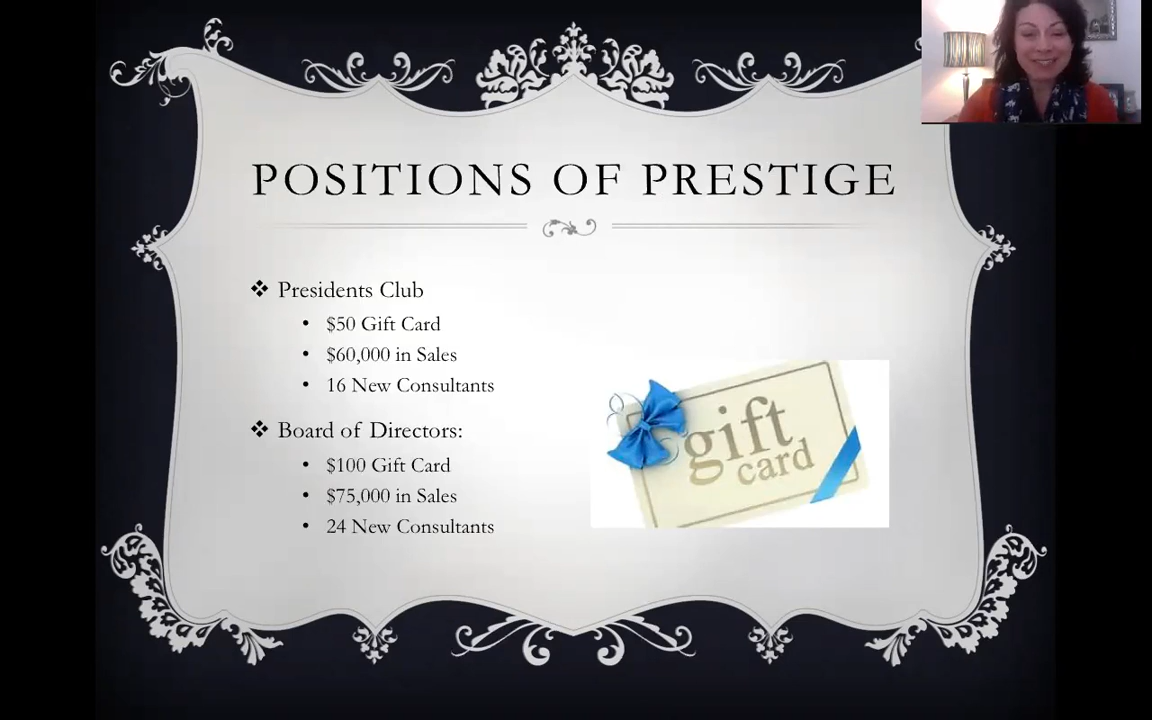 POSITIONS OF PRESTIGE
❖ Presidents Club
• $50 Gift Card
• $60,000 in Sales
• 16 New Consultants
❖ Board of Directors:
• $100 Gift Card
• $75,000 in Sales
• 24 New Consultants
gift
card